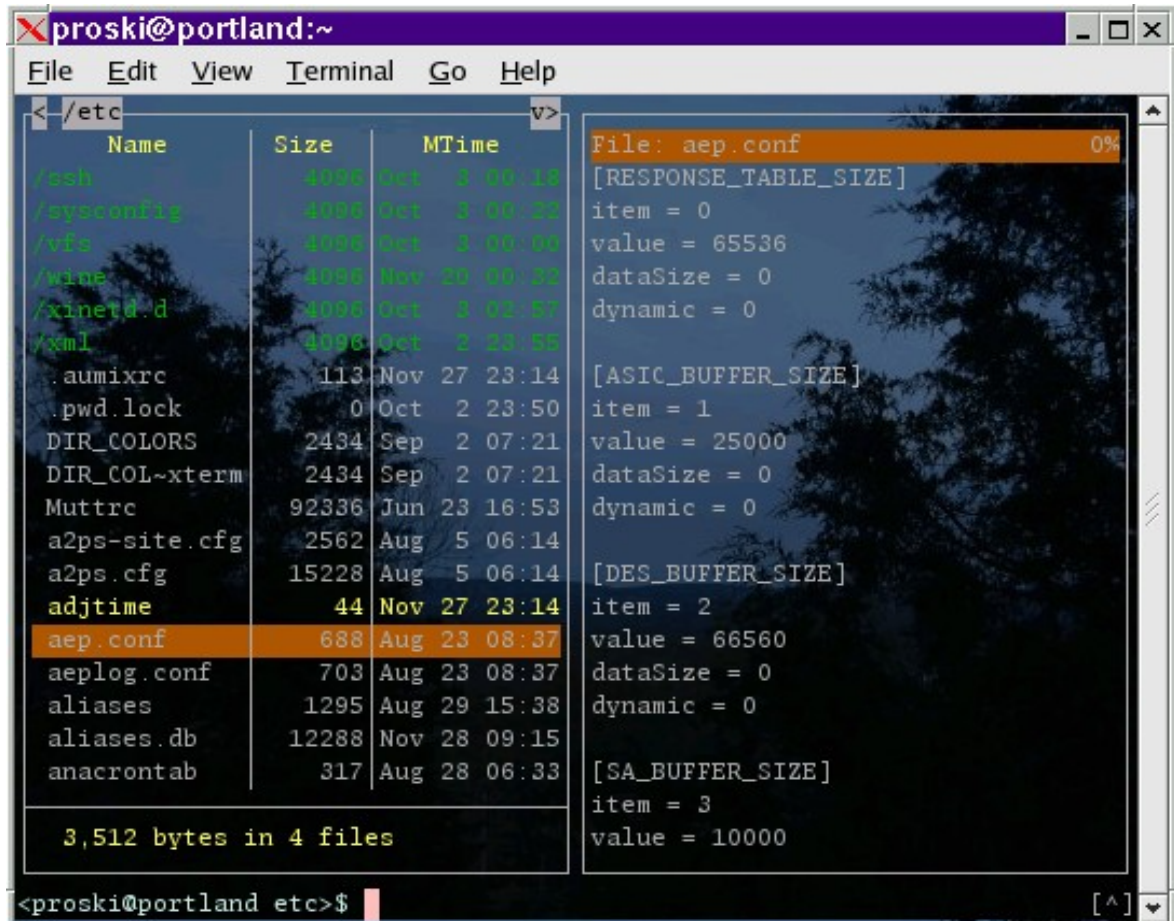 proski@portland:~
File Edit View Terminal Go Help
< /etc v>
Name Size MTime
/ssh 4096 Oct 3 00:18
/sysconfig 4096 Oct 3 00:22
/vfs 4096 Oct 3 00:00
/wine 4096 Nov 20 00:32
/xinetd.d 4096 Oct 3 02:57
/xml 4096 Oct 2 23:55
.aumixrc 113 Nov 27 23:14
.pwd.lock 0 Oct 2 23:50
DIR_COLORS 2434 Sep 2 07:21
DIR_COL~xterm 2434 Sep 2 07:21
Muttrc 92336 Jun 23 16:53
a2ps-site.cfg 2562 Aug 5 06:14
a2ps.cfg 15228 Aug 5 06:14
adjtime 44 Nov 27 23:14
aep.conf 688 Aug 23 08:37
aeplog.conf 703 Aug 23 08:37
aliases 1295 Aug 29 15:38
aliases.db 12288 Nov 28 09:15
anacrontab 317 Aug 28 06:33
3,512 bytes in 4 files
File: aep.conf 0%
[RESPONSE_TABLE_SIZE]
item = 0
value = 65536
dataSize = 0
dynamic = 0
[ASIC_BUFFER_SIZE]
item = 1
value = 25000
dataSize = 0
dynamic = 0
[DES_BUFFER_SIZE]
item = 2
value = 66560
dataSize = 0
dynamic = 0
[SA_BUFFER_SIZE]
item = 3
value = 10000
<proski@portland etc>$ [^]